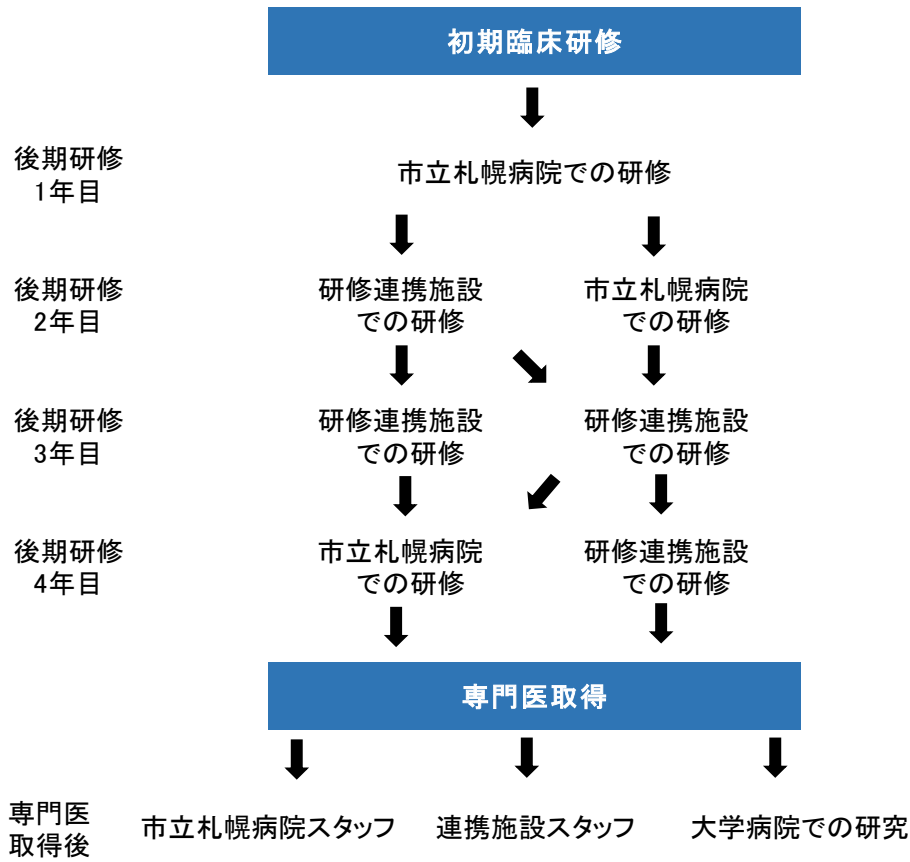 初期臨床研修
後期研修
1年目
市立札幌病院での研修
後期研修
2年目
研修連携施設
での研修
市立札幌病院
での研修
後期研修
3年目
研修連携施設
での研修
研修連携施設
での研修
後期研修
4年目
市立札幌病院
での研修
研修連携施設
での研修
専門医取得
専門医
取得後
市立札幌病院スタッフ
連携施設スタッフ
大学病院での研究